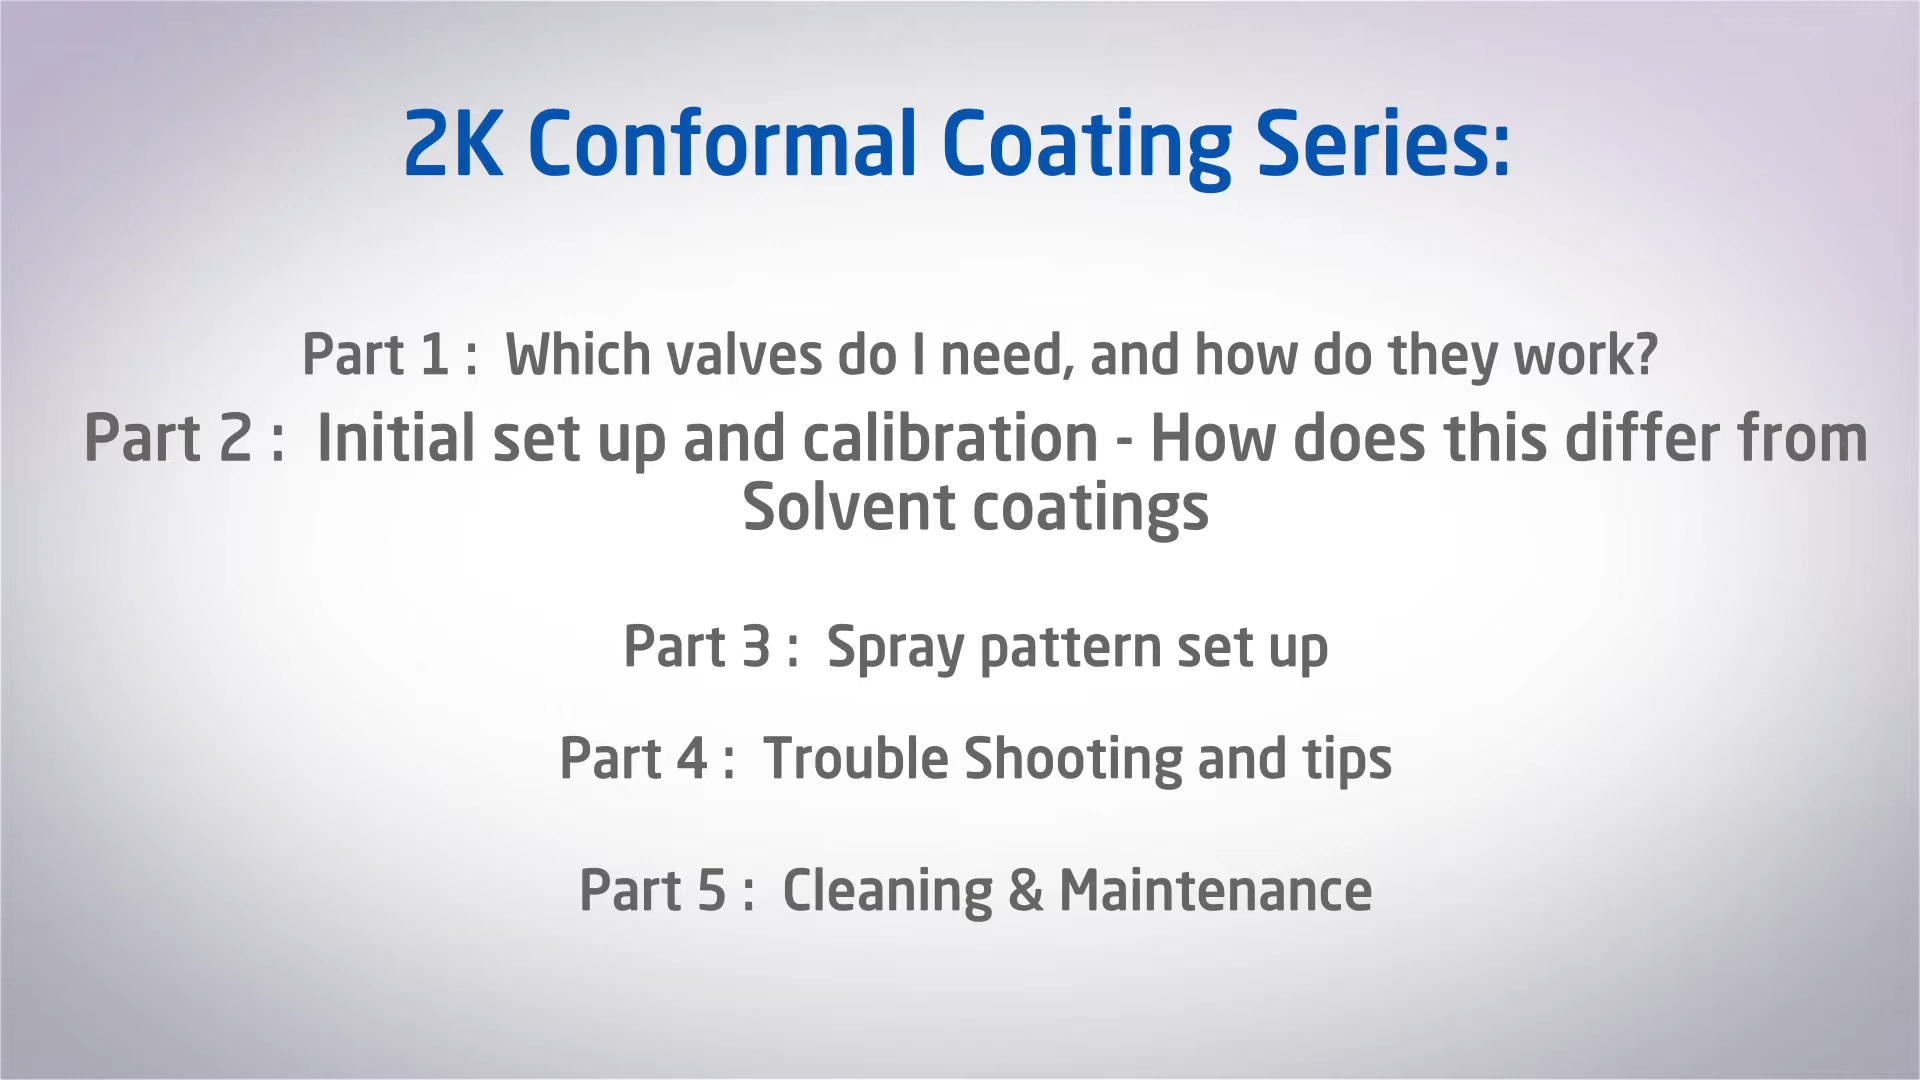 2K Conformal Coating Series:
Part 1 : Which valves do I need, and how do they work?
Part 2 : Initial set up and calibration - How does this differ from
Solvent coatings
Part 3 : Spray pattern set up
Part 4 : Trouble Shooting and tips
Part 5 : Cleaning & Maintenance